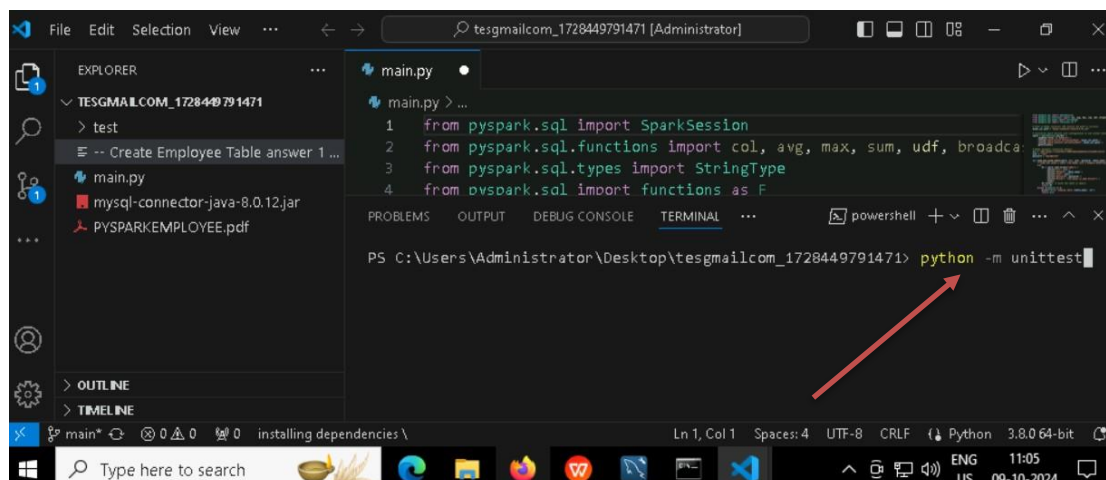 File Edit Selection View ... tesgmailcom_1728449791471 [Administrator]
EXPLORER ...
TESGMAILCOM_1728449791471
test
-- Create Employee Table answer 1 ...
main.py
mysql-connector-java-8.0.12.jar
PYSPARKEMPLOYEE.pdf
OUTLINE
TIMELINE
main.py
main.py > ...
1 from pyspark.sql import SparkSession
2 from pyspark.sql.functions import col, avg, max, sum, udf, broadca
3 from pyspark.sql.types import StringType
4 from pyspark.sql import functions as F
PROBLEMS OUTPUT DEBUG CONSOLE TERMINAL ... powershell
PS C:\Users\Administrator\Desktop\tesgmailcom_1728449791471> python -m unittest
main* 0 0 0 installing dependencies \ Ln 1, Col 1 Spaces: 4 UTF-8 CRLF Python 3.8.0 64-bit
Type here to search ENG 11:05
US 09-10-2024